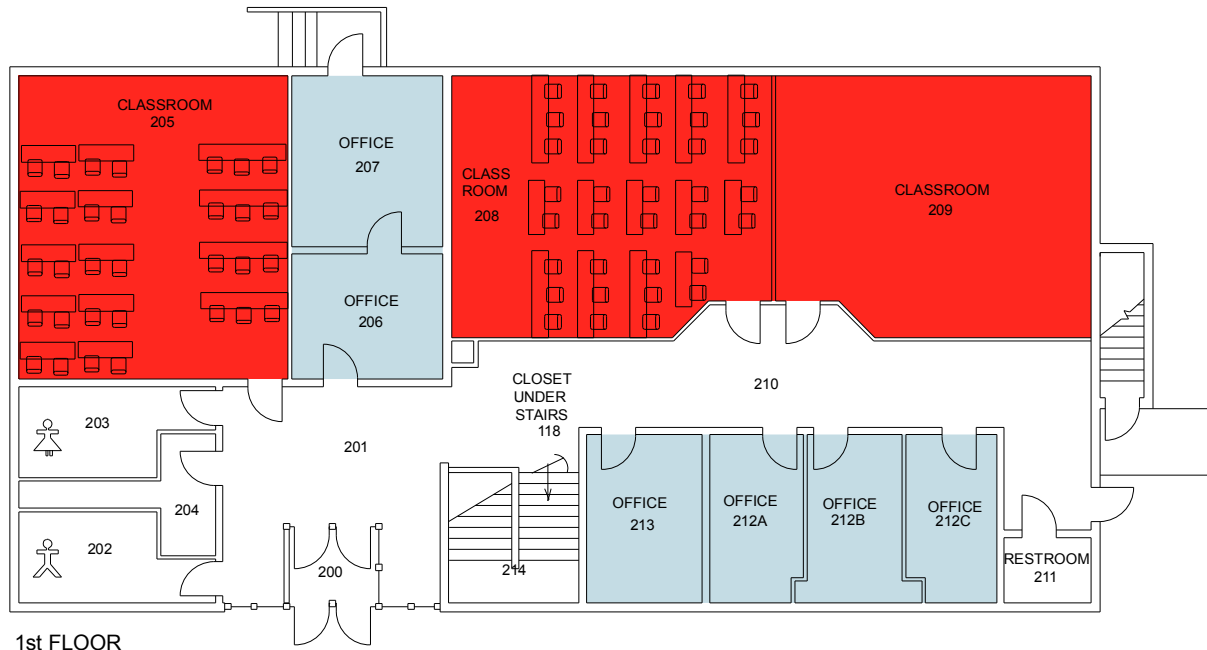 CLASSROOM
205
OFFICE
207
CLASS
ROOM
208
CLASSROOM
209
OFFICE
206
CLOSET
UNDER
STAIRS
118
210
203
201
204
202
200
214
OFFICE
213
OFFICE
212A
OFFICE
212B
OFFICE
212C
RESTROOM
211
1st FLOOR